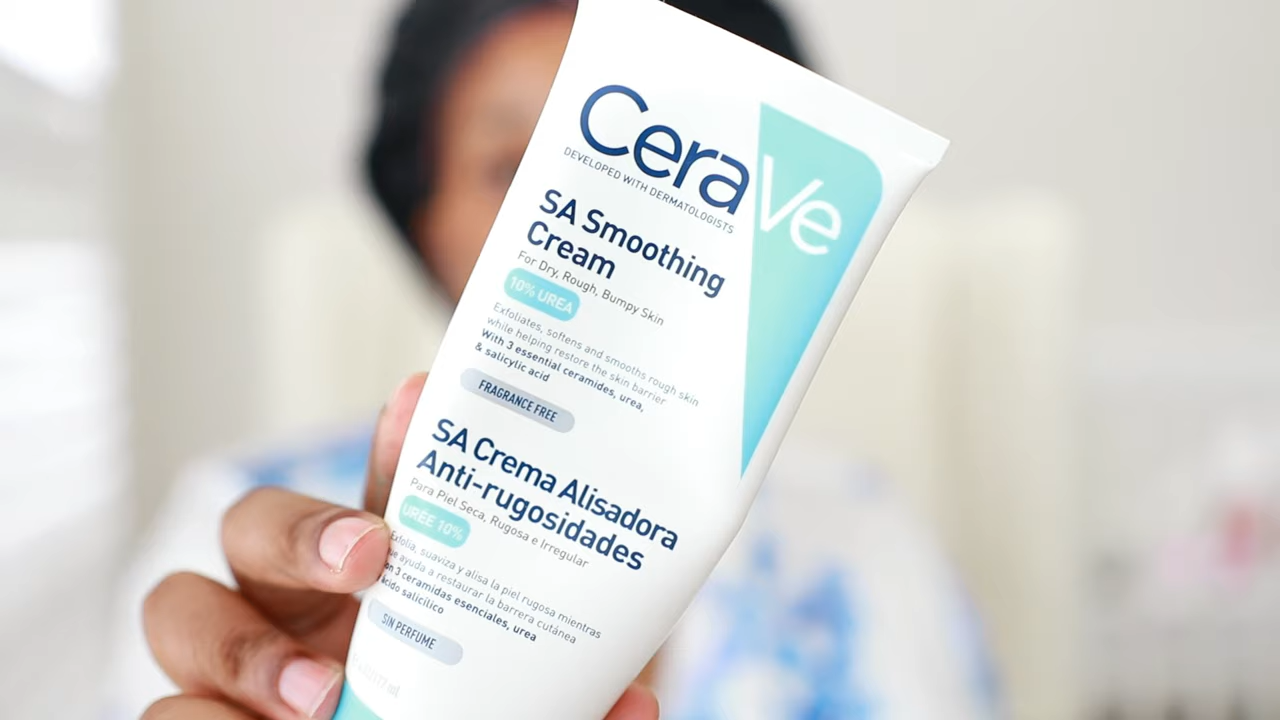 CeraVe
DEVELOPED WITH DERMATOLOGISTS
SA Smoothing
Cream
For Dry, Rough, Bumpy Skin
10% UREA
Exfoliates, softens and smooths rough skin
while helping restore the skin barrier
With 3 essential ceramides, urea,
& salicylic acid
FRAGRANCE FREE
SA Crema Alisadora
Anti-rugosidades
Para Piel Seca, Rugosa e Irregular
URÉE 10%
Exfolia, suaviza y alisa la piel rugosa mientras
ayuda a restaurar la barrera cutánea
3 ceramidas esenciales, urea
ácido salicílico
SIN PERFUME